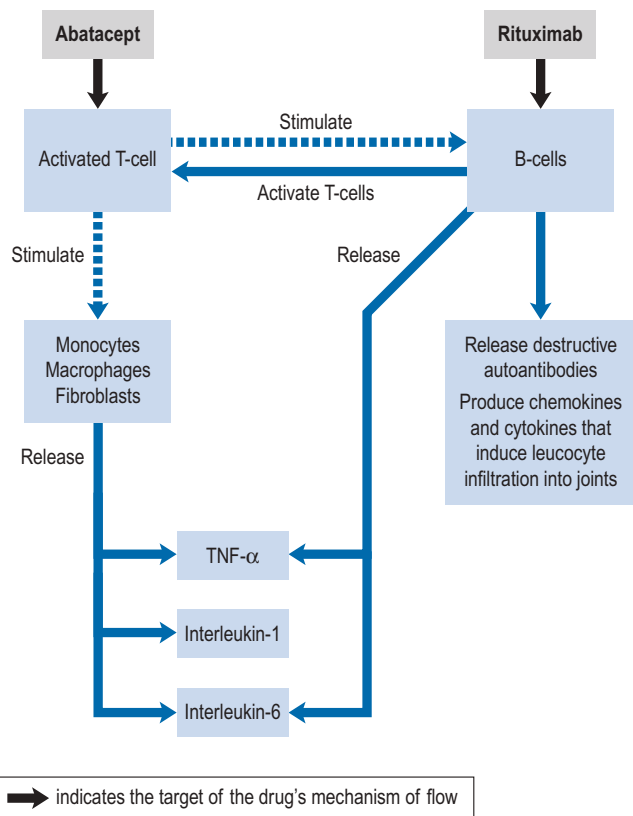 Abatacept
Rituximab
Activated T-cell
Stimulate
Activate T-cells
B-cells
Stimulate
Release
Monocytes
Macrophages
Fibroblasts
Release destructive
autoantibodies
Produce chemokines
and cytokines that
induce leucocyte
infiltration into joints
Release
TNF-α
Interleukin-1
Interleukin-6
indicates the target of the drug's mechanism of flow